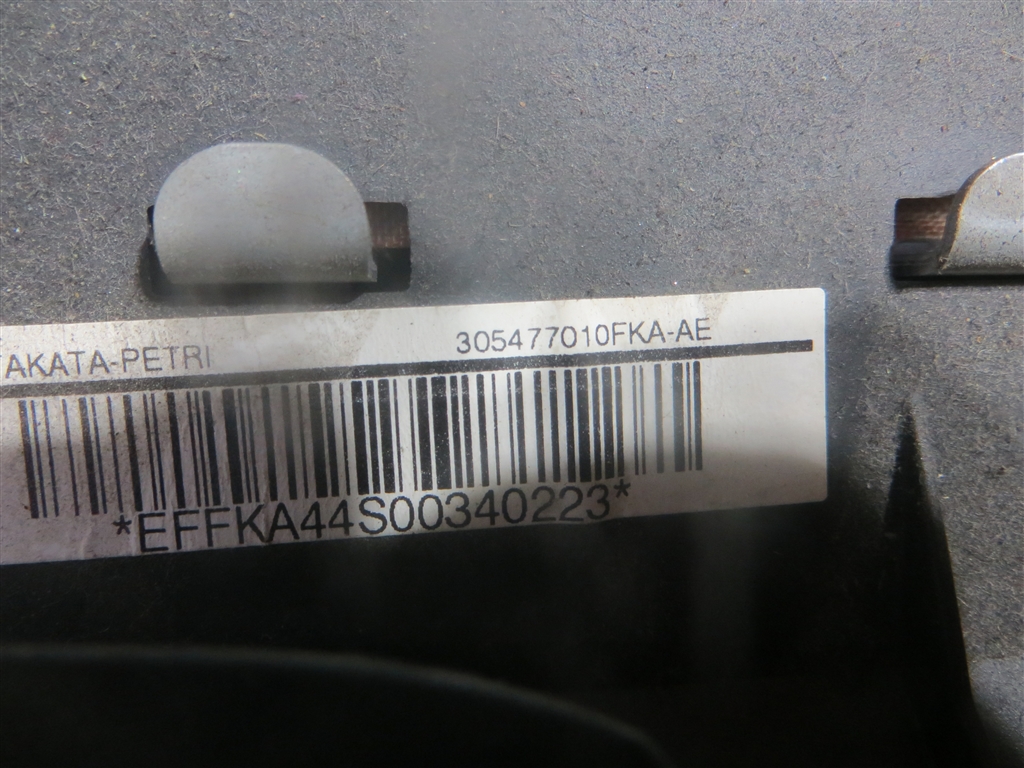 AKATA-PETRI 305477010FKA-AE
*EFFKA44S00340223*